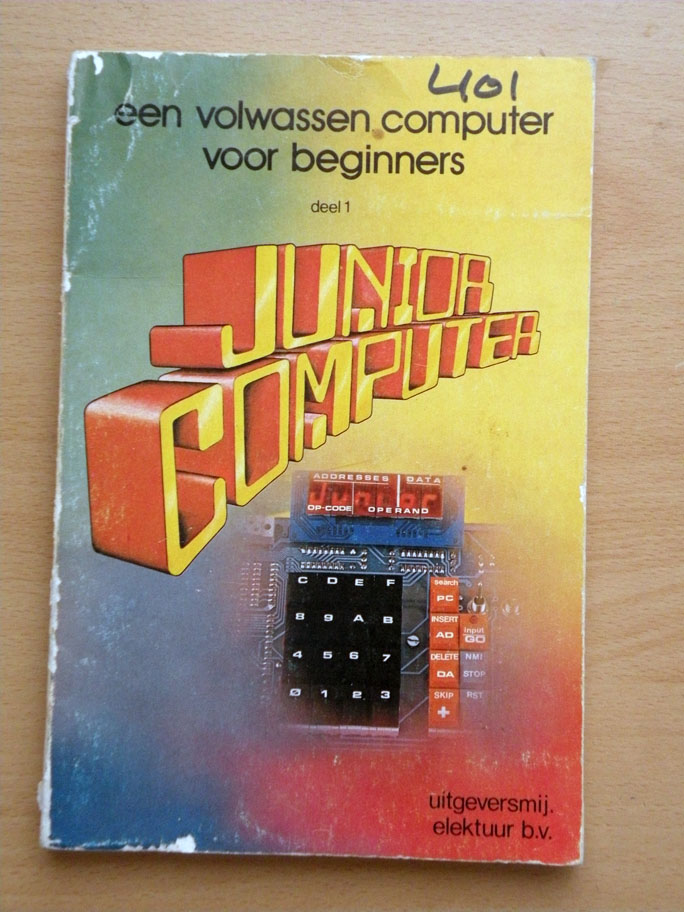 401
een volwassen computer
voor beginners
deel 1
JUNIOR
COMPUTER
ADDRESSES DATA
OP-CODE OPERAND
C D E F
8 9 A B
4 5 6 7
0 1 2 3
search
PC
INSERT
AD
input
GO
DELETE
DA
NMI
STOP
SKIP
+
RST
uitgeversmij.
elektuur b.v.